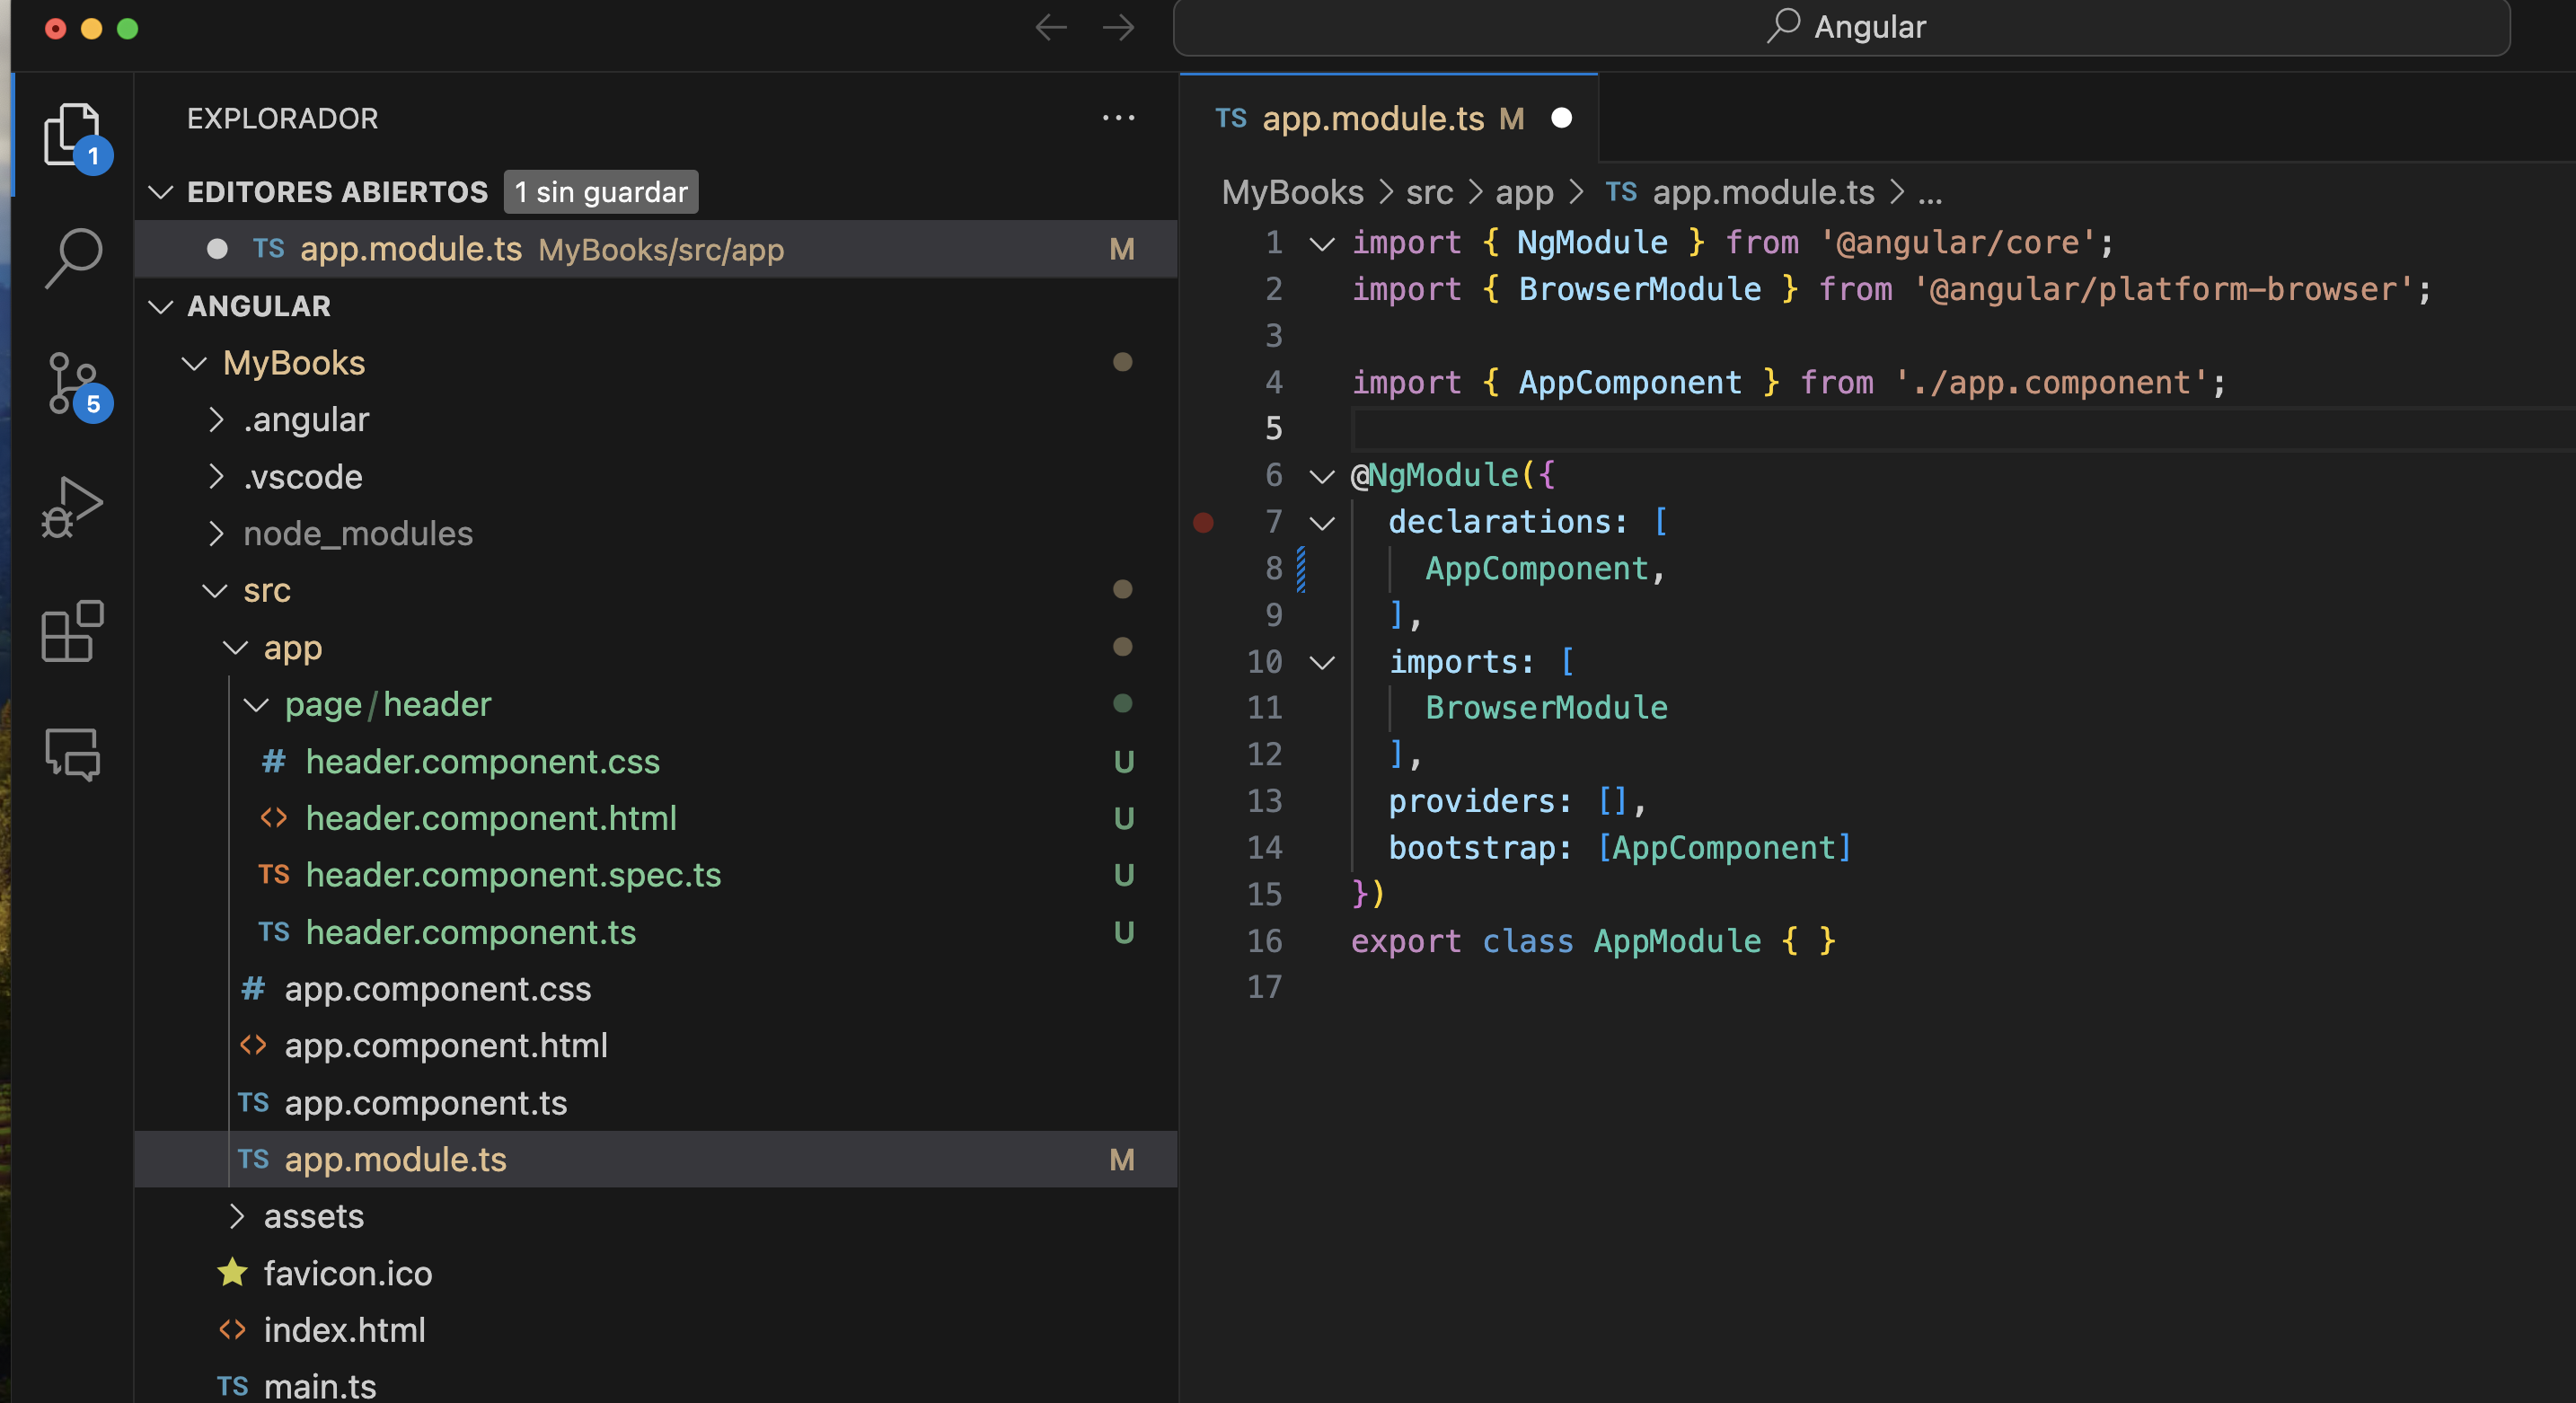 Angular
EXPLORADOR
1
EDITORES ABIERTOS 1 sin guardar
TS app.module.ts MyBooks/src/app M
ANGULAR
MyBooks
.angular
5
.vscode
node_modules
src
app
page/header
# header.component.css U
<> header.component.html U
TS header.component.spec.ts U
TS header.component.ts U
# app.component.css
<> app.component.html
TS app.component.ts
TS app.module.ts M
assets
favicon.ico
<> index.html
TS main.ts
TS app.module.ts M
MyBooks > src > app > TS app.module.ts > ...
1 import { NgModule } from '@angular/core';
2 import { BrowserModule } from '@angular/platform-browser';
3
4 import { AppComponent } from './app.component';
5
6 @NgModule({
7 declarations: [
8 AppComponent,
9 ],
10 imports: [
11 BrowserModule
12 ],
13 providers: [],
14 bootstrap: [AppComponent]
15 })
16 export class AppModule { }
17